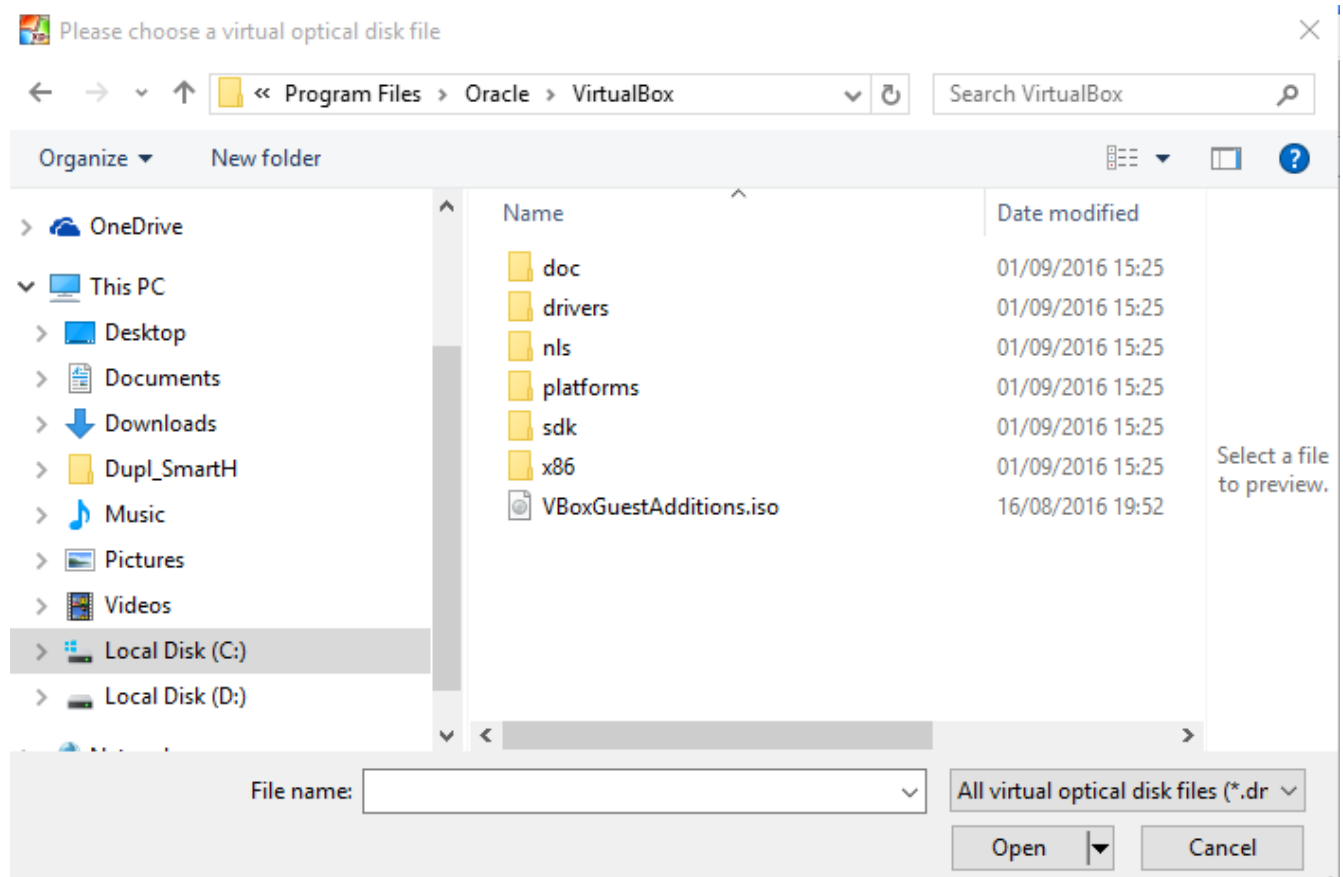 Please choose a virtual optical disk file
« Program Files > Oracle > VirtualBox
Search VirtualBox
Organize
New folder
?
Name
Date modified
OneDrive
This PC
Desktop
Documents
Downloads
Dupl_SmartH
Music
Pictures
Videos
Local Disk (C:)
Local Disk (D:)
doc 01/09/2016 15:25
drivers 01/09/2016 15:25
nls 01/09/2016 15:25
platforms 01/09/2016 15:25
sdk 01/09/2016 15:25
x86 01/09/2016 15:25
VBoxGuestAdditions.iso 16/08/2016 19:52
Select a file
to preview.
File name:
All virtual optical disk files (*.dr
Open
Cancel